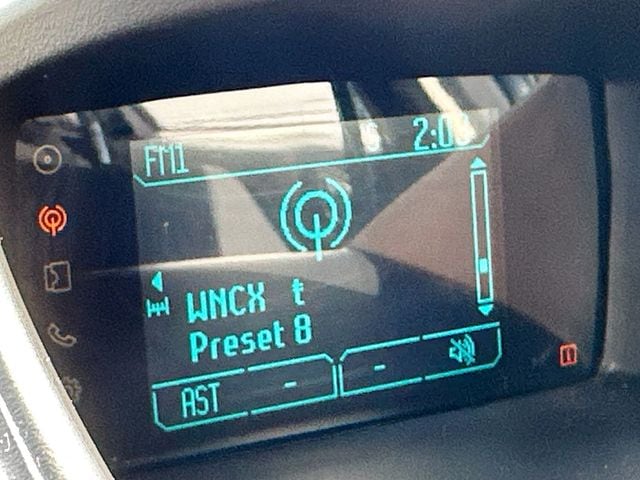 FM1
WNCX t
Preset 8
AST - -